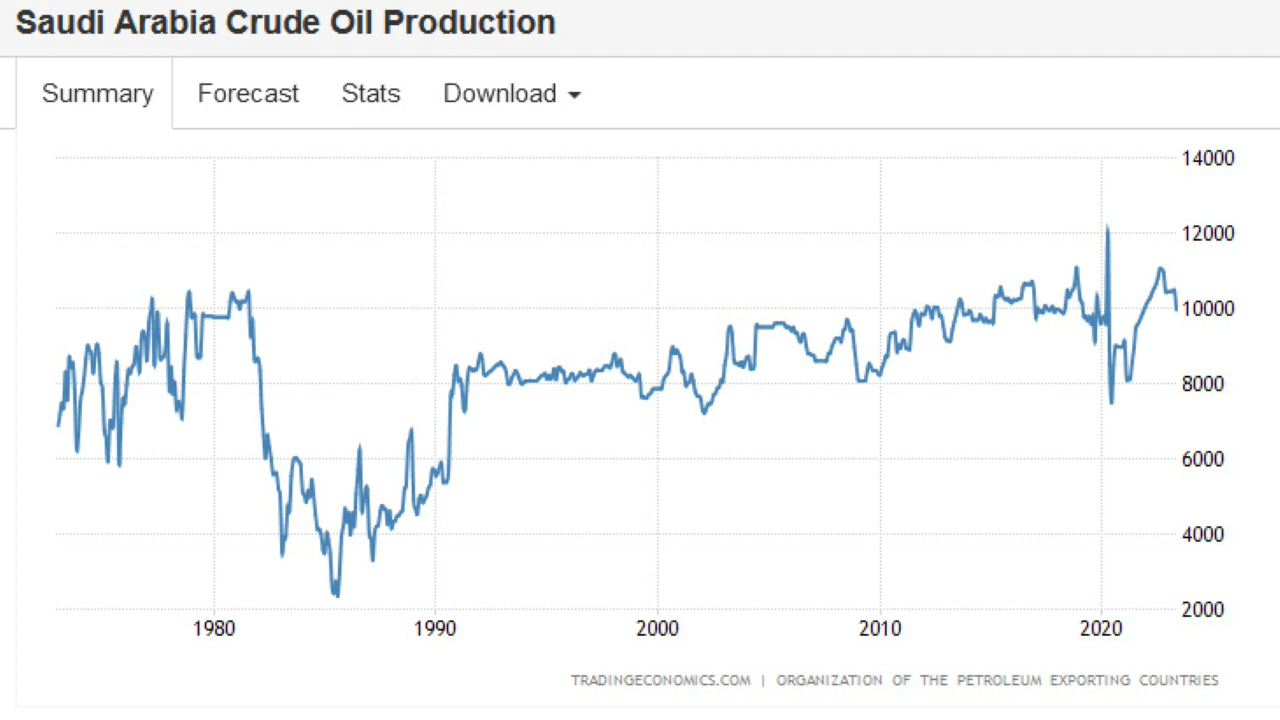 Saudi Arabia Crude Oil Production
Summary Forecast Stats Download
14000
12000
10000
8000
6000
4000
2000
1980 1990 2000 2010 2020
TRADINGECONOMICS.COM | ORGANIZATION OF THE PETROLEUM EXPORTING COUNTRIES